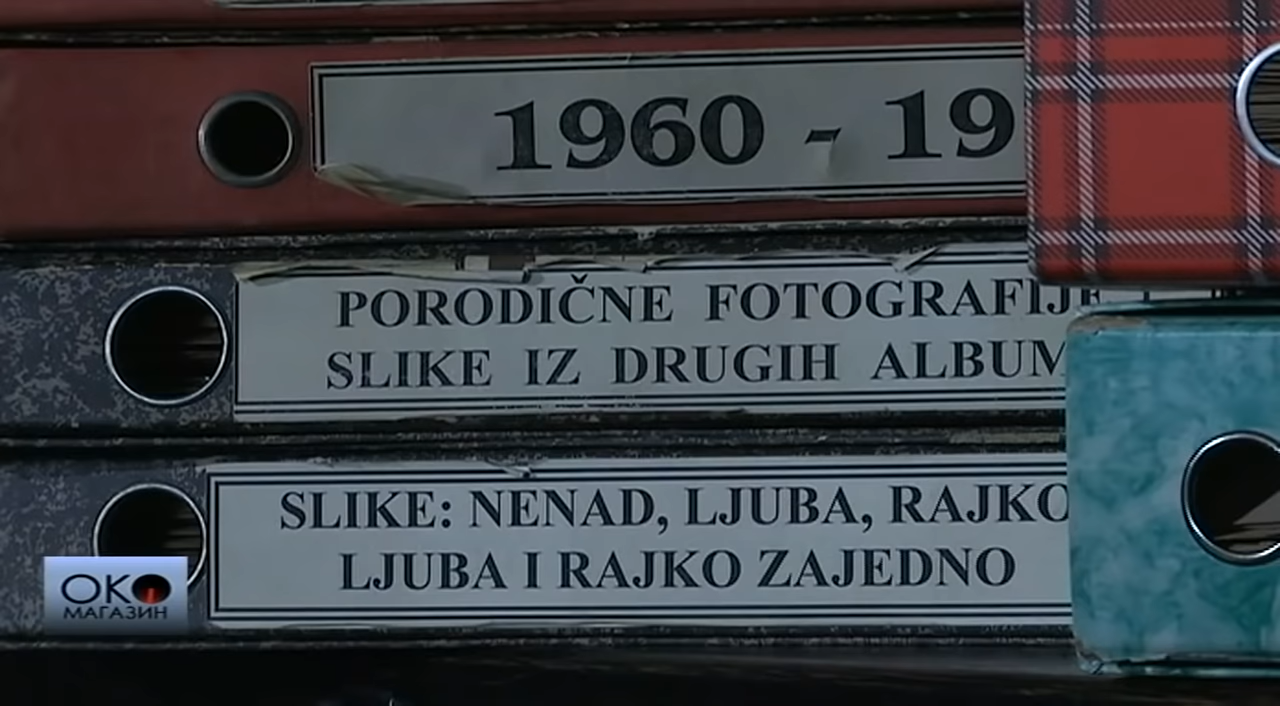 1960 - 19
PORODIČNE FOTOGRAFIJE
SLIKE IZ DRUGIH ALBUM
SLIKE: NENAD, LJUBA, RAJKO
LJUBA I RAJKO ZAJEDNO
ОКО
МАГАЗИН